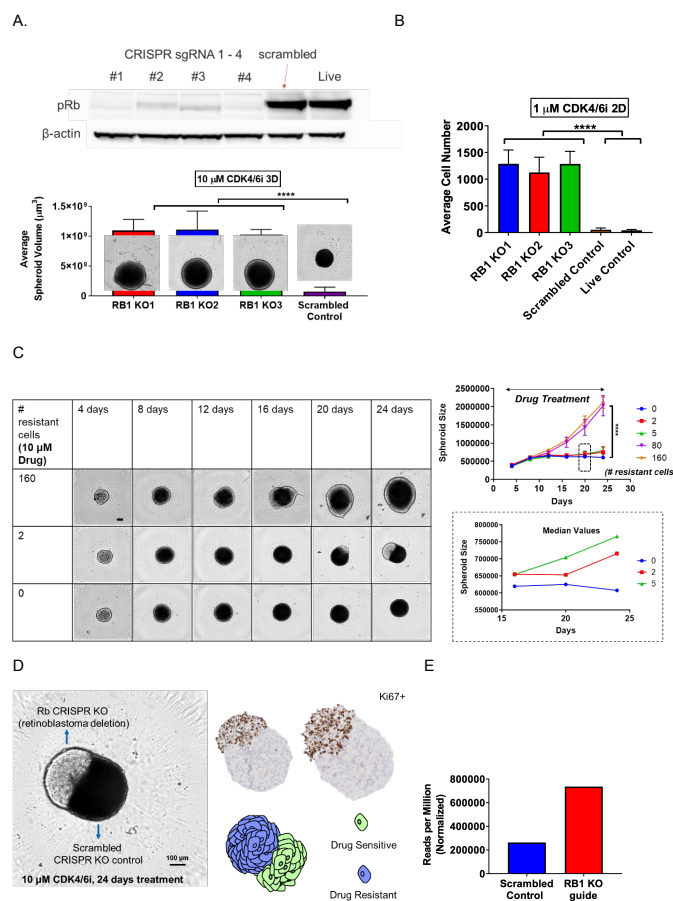 A.
CRISPR sgRNA 1 - 4 scrambled
#1 #2 #3 #4 Live
pRb
β-actin
10 µM CDK4/6i 3D
****
Average
Spheroid Volume (µm³)
1.5×10⁹
1×10⁹
5×10⁸
0
RB1 KO1 RB1 KO2 RB1 KO3 Scrambled
Control
B
1 µM CDK4/6i 2D
****
Average Cell Number
2000
1500
1250
1000
750
500
250
0
RB1 KO1
RB1 KO2
RB1 KO3
Scrambled Control
Live Control
C
#
resistant
cells
(10 µM
Drug)
4 days 8 days 12 days 16 days 20 days 24 days
160
2
0
Spheroid Size
2500000
2000000
1500000
1000000
500000
0
Drug Treatment
****
0
2
5
80
160
(# resistant cells)
0 5 10 15 20 25 30
Days
Median Values
Spheroid Size
800000
750000
700000
650000
600000
550000
0
2
5
15 20 25
Days
D
Rb CRISPR KO
(retinoblastoma deletion)
Scrambled
CRISPR KO control
100 µm
10 µM CDK4/6i, 24 days treatment
Ki67+
Drug Sensitive
Drug Resistant
E
Reads per Million
(Normalized)
800000
600000
400000
200000
0
Scrambled
Control
RB1 KO
guide